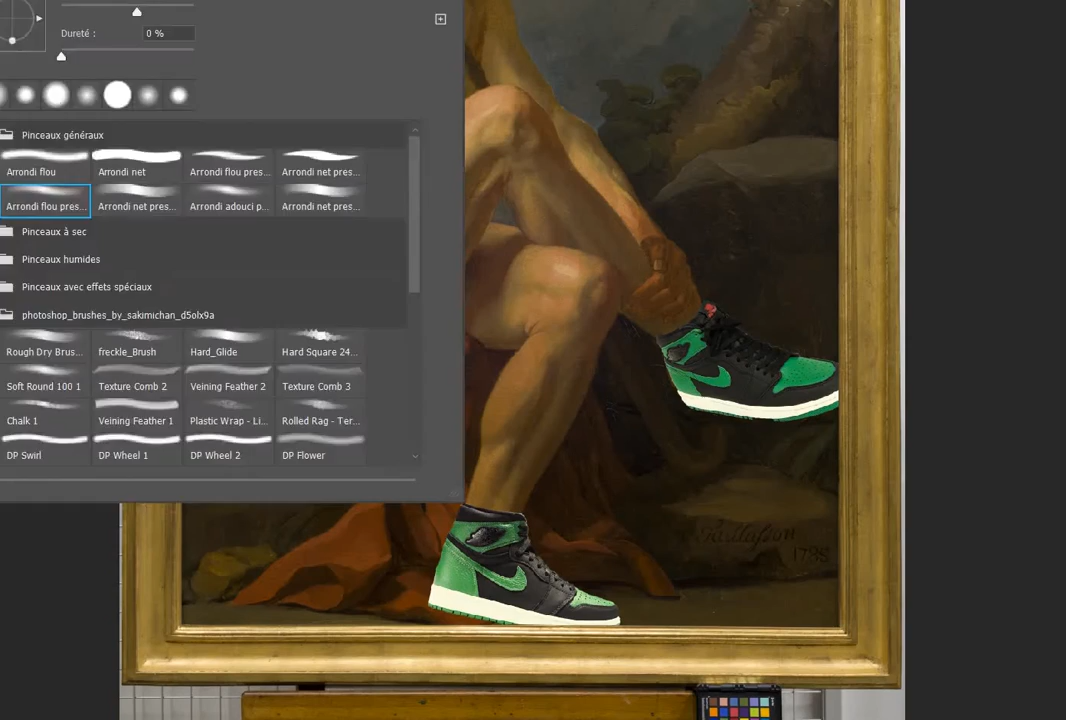 Dureté : 0 %
Pinceaux généraux
Arrondi flou Arrondi net Arrondi flou pres... Arrondi net pres...
Arrondi flou pres... Arrondi net pres... Arrondi adouci p... Arrondi net pres...
Pinceaux à sec
Pinceaux humides
Pinceaux avec effets spéciaux
photoshop_brushes_by_sakimichan_d5olx9a
Rough Dry Brus... freckle_Brush Hard_Glide Hard Square 24...
Soft Round 100 1 Texture Comb 2 Veining Feather 2 Texture Comb 3
Chalk 1 Veining Feather 1 Plastic Wrap - Li... Rolled Rag - Ter...
DP Swirl DP Wheel 1 DP Wheel 2 DP Flower